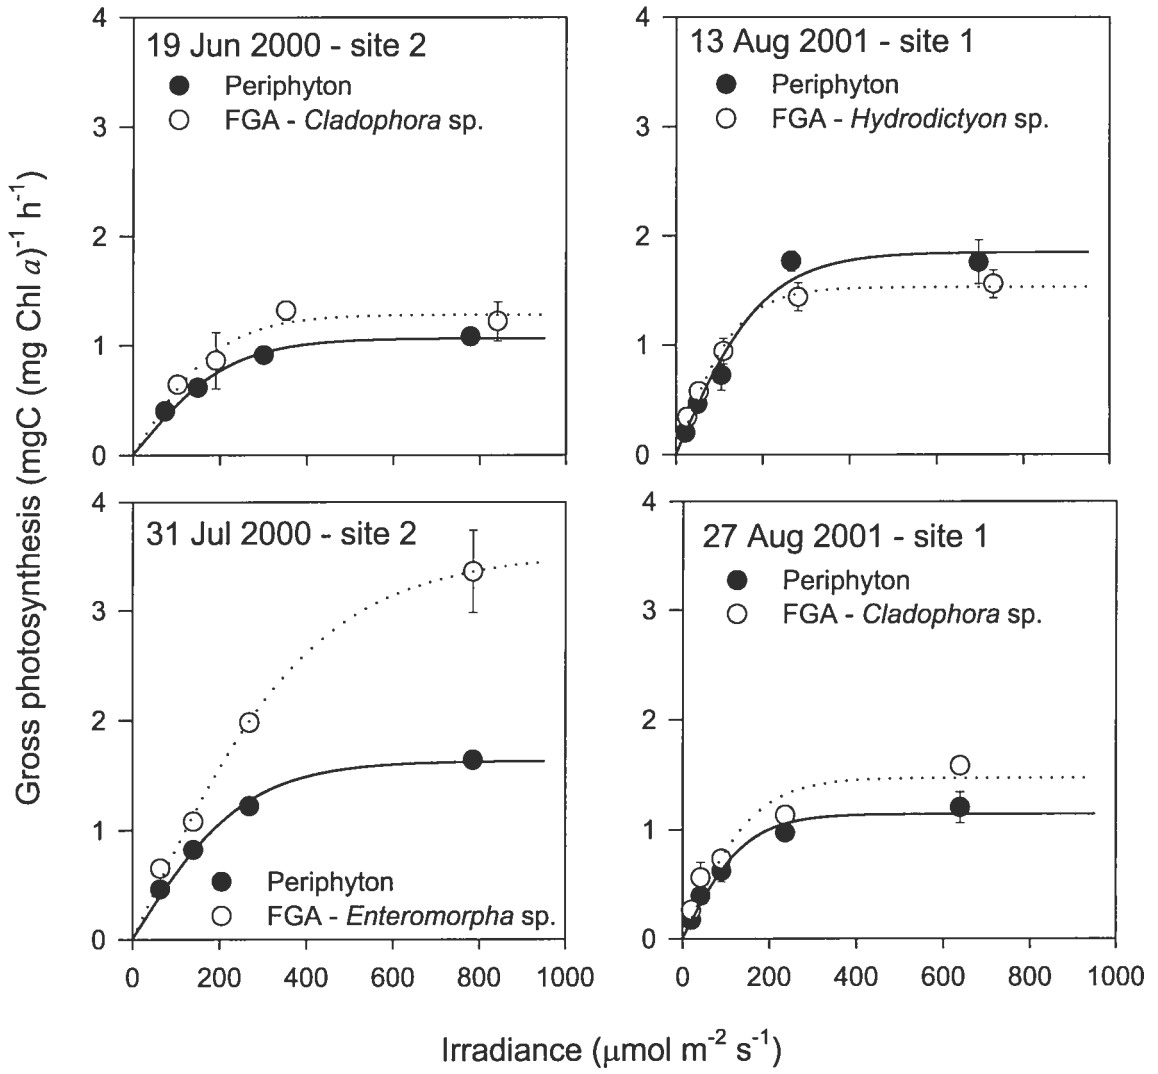 Gross photosynthesis (mgC (mg Chl a)⁻¹ h⁻¹)
4
3
2
1
0
19 Jun 2000 - site 2
Periphyton
FGA - Cladophora sp.
4
3
2
1
0
13 Aug 2001 - site 1
Periphyton
FGA - Hydrodictyon sp.
4
3
2
1
0
31 Jul 2000 - site 2
Periphyton
FGA - Enteromorpha sp.
0 200 400 600 800 1000
4
3
2
1
0
27 Aug 2001 - site 1
Periphyton
FGA - Cladophora sp.
0 200 400 600 800 1000
Irradiance (μmol m⁻² s⁻¹)